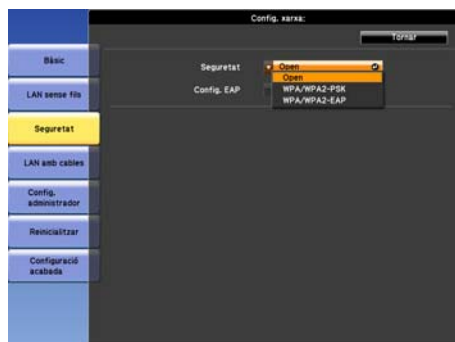 Config. xarxa:
Tornar
Bàsic
LAN sense fils
Seguretat
LAN amb cables
Config.
administrador
Reinicialitzar
Configuració
acabada
Seguretat
Open
Open
WPA/WPA2-PSK
WPA/WPA2-EAP
Config. EAP